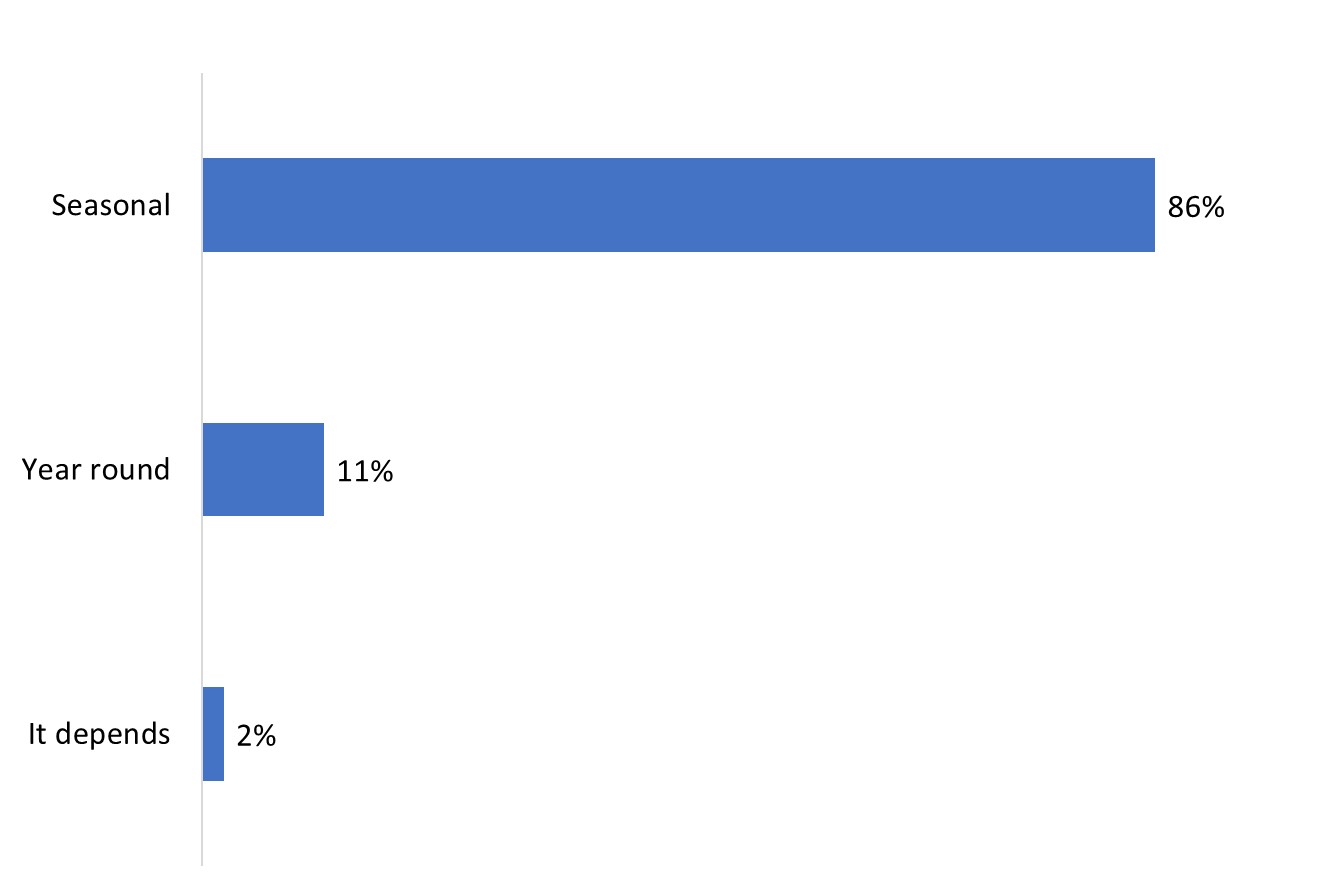 Seasonal 86%
Year round 11%
It depends 2%